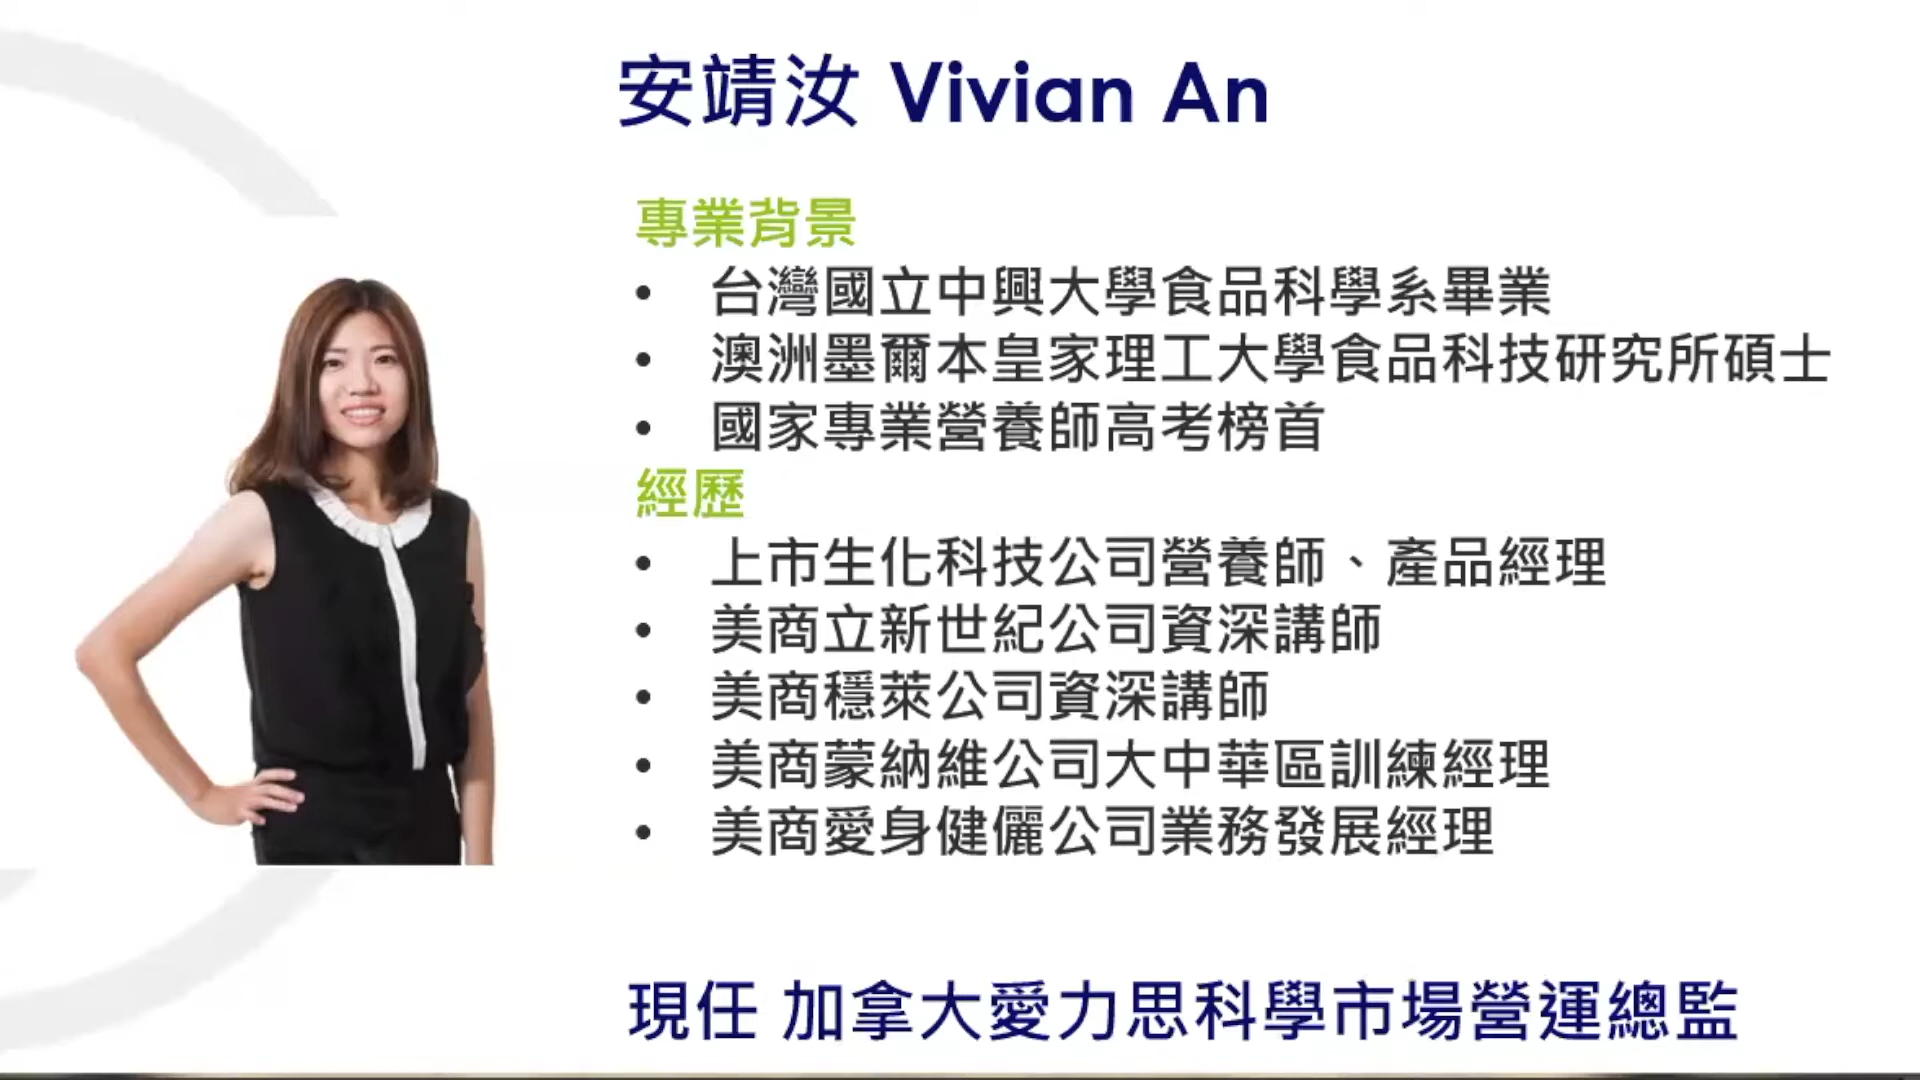 安靖汝 Vivian An
專業背景
• 台灣國立中興大學食品科學系畢業
• 澳洲墨爾本皇家理工大學食品科技研究所碩士
• 國家專業營養師高考榜首
經歷
• 上市生化科技公司營養師、產品經理
• 美商立新世紀公司資深講師
• 美商穩萊公司資深講師
• 美商蒙納維公司大中華區訓練經理
• 美商愛身健儷公司業務發展經理
現任 加拿大愛力思科學市場營運總監